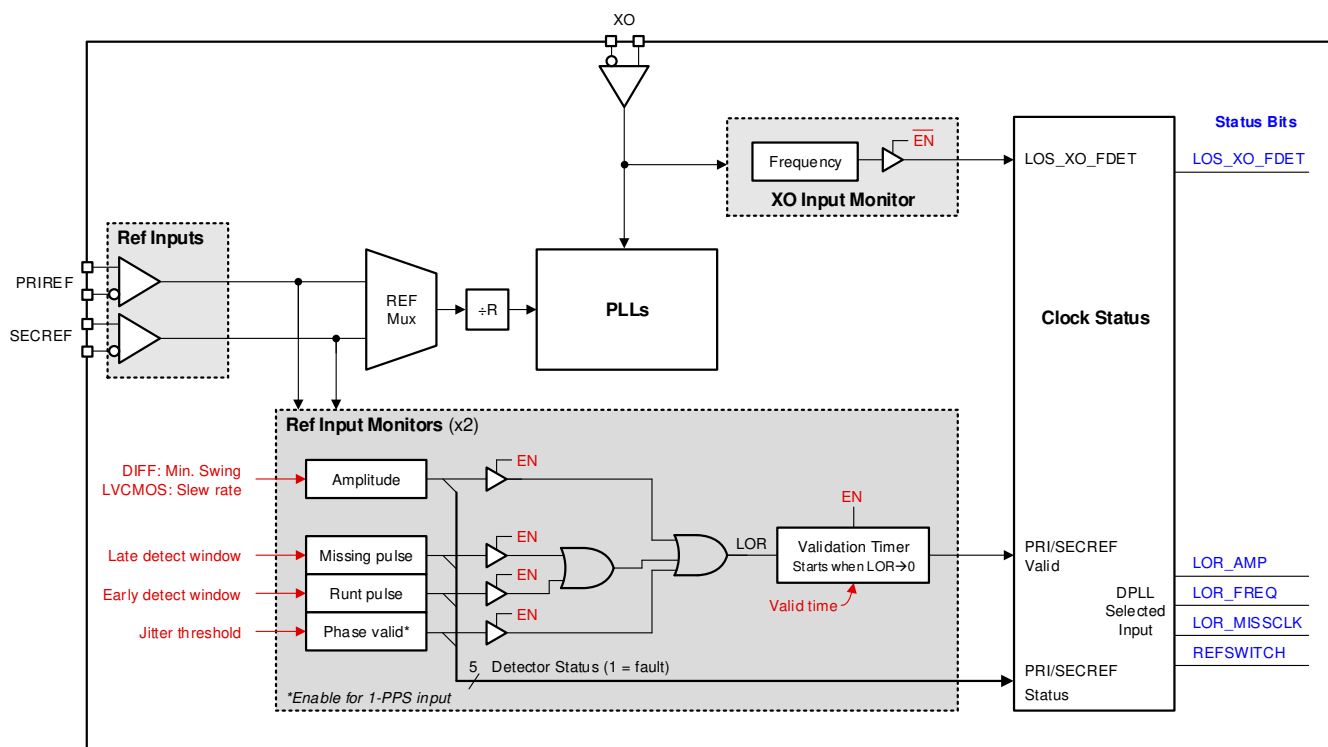 XO
Status Bits
EN
Frequency
LOS_XO_FDET
LOS_XO_FDET
XO Input Monitor
Ref Inputs
PRIREF
SECREF
REF
Mux
÷R
PLLs
Clock Status
Ref Input Monitors (x2)
DIFF: Min. Swing
LVCMOS: Slew rate
Amplitude
EN
EN
Late detect window
Missing pulse
EN
Early detect window
Runt pulse
EN
Jitter threshold
Phase valid*
EN
LOR
Validation Timer
Starts when LOR→0
Valid time
PRI/SECREF
Valid
DPLL
Selected
Input
LOR_AMP
LOR_FREQ
LOR_MISSCLK
REFSWITCH
5
Detector Status (1 = fault)
PRI/SECREF
Status
*Enable for 1-PPS input